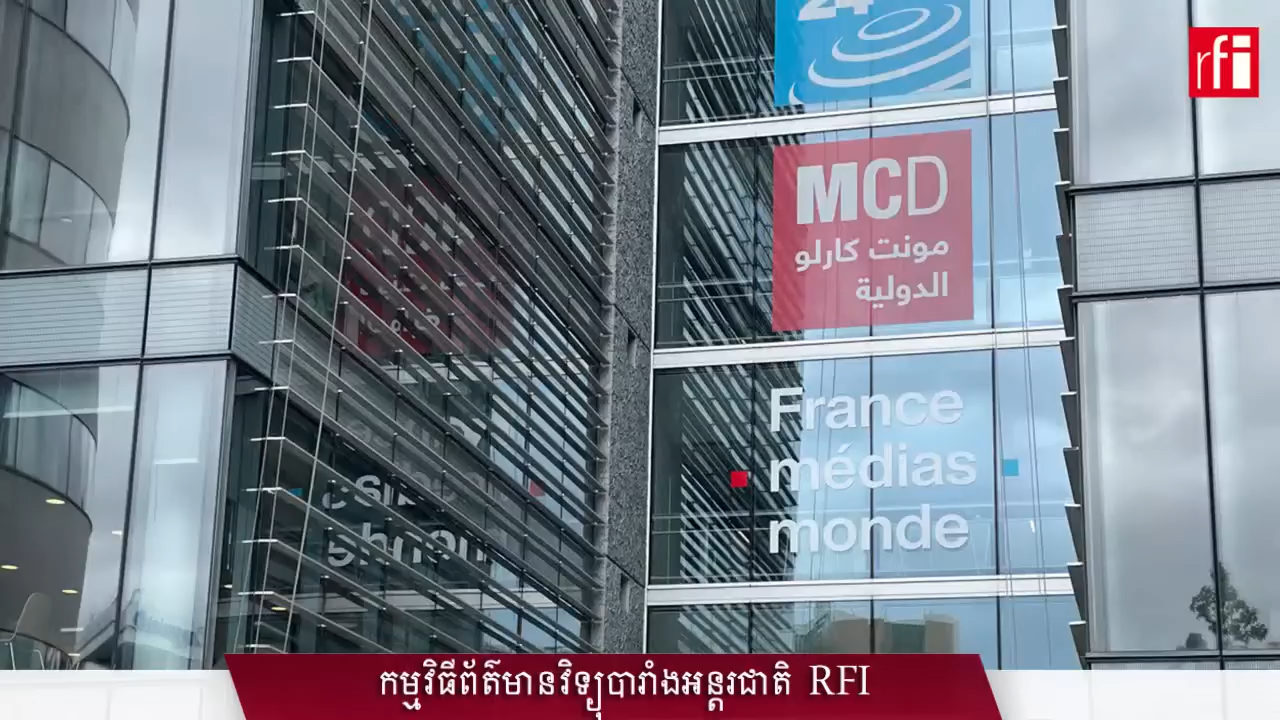 24
rfi
MCD
مونت كارلو
الدولية
France
médias
monde
កម្មវិធីព័ត៌មានវិទ្យុបារាំងអន្តរជាតិ RFI